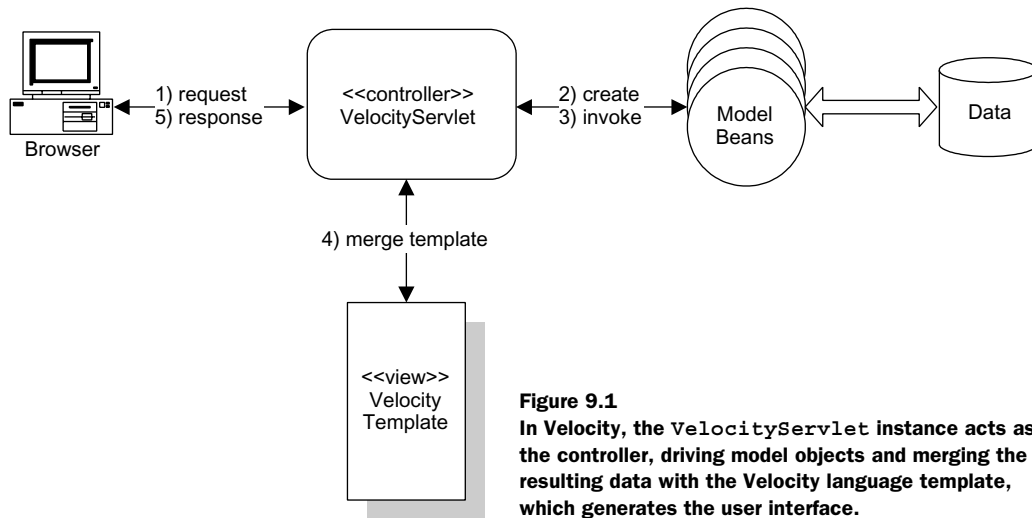 1) request
5) response
Browser
<<controller>>
VelocityServlet
2) create
3) invoke
Model
Beans
Data
4) merge template
<<view>>
Velocity
Template
Figure 9.1
In Velocity, the VelocityServlet instance acts as
the controller, driving model objects and merging the
resulting data with the Velocity language template,
which generates the user interface.